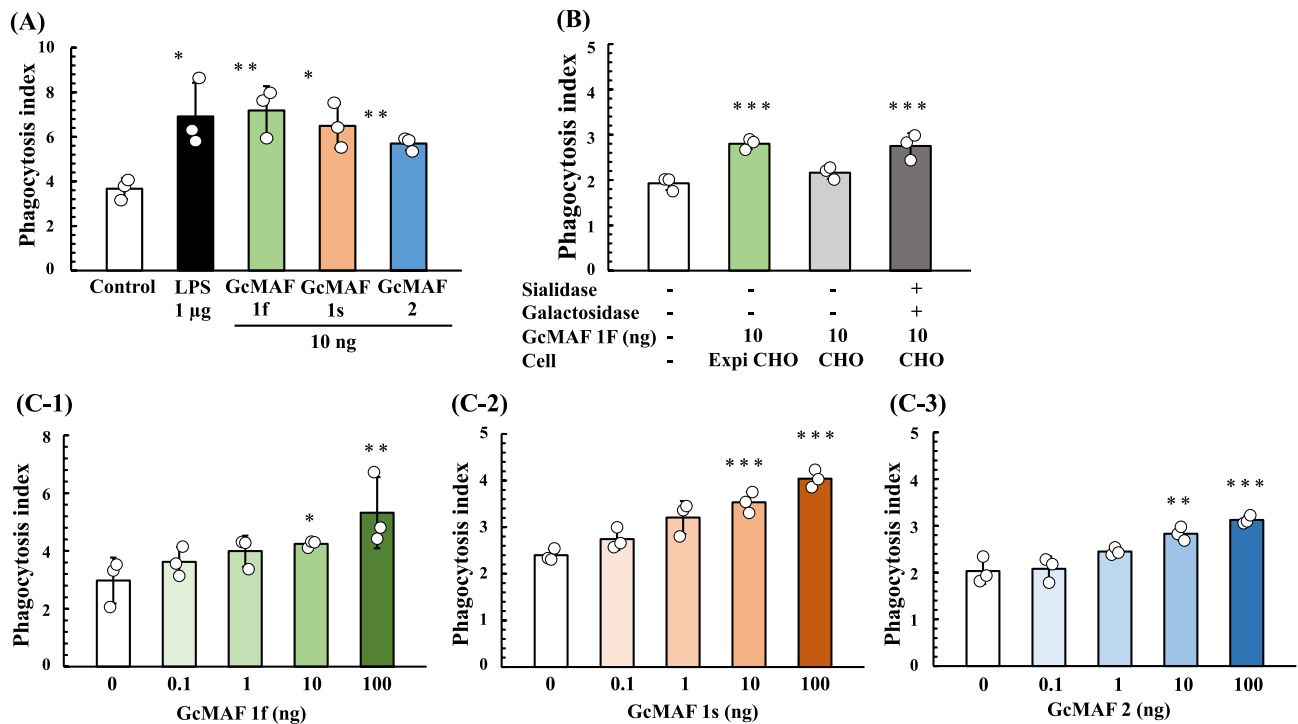 (A)
Phagocytosis index
10
8
6
4
2
0
*
**
*
**
Control LPS GcMAF GcMAF GcMAF
1 μg 1f 1s 2
10 ng
(B)
Phagocytosis index
5
4
3
2
1
0
***
***
Sialidase - - - +
Galactosidase - - - +
GcMAF 1F (ng) - 10 10 10
Cell - Expi CHO CHO CHO
(C-1)
Phagocytosis index
8
6
4
2
0
*
**
0 0.1 1 10 100
GcMAF 1f (ng)
(C-2)
Phagocytosis index
5
4
3
2
1
0
***
***
0 0.1 1 10 100
GcMAF 1s (ng)
(C-3)
Phagocytosis index
5
4
3
2
1
0
**
***
0 0.1 1 10 100
GcMAF 2 (ng)